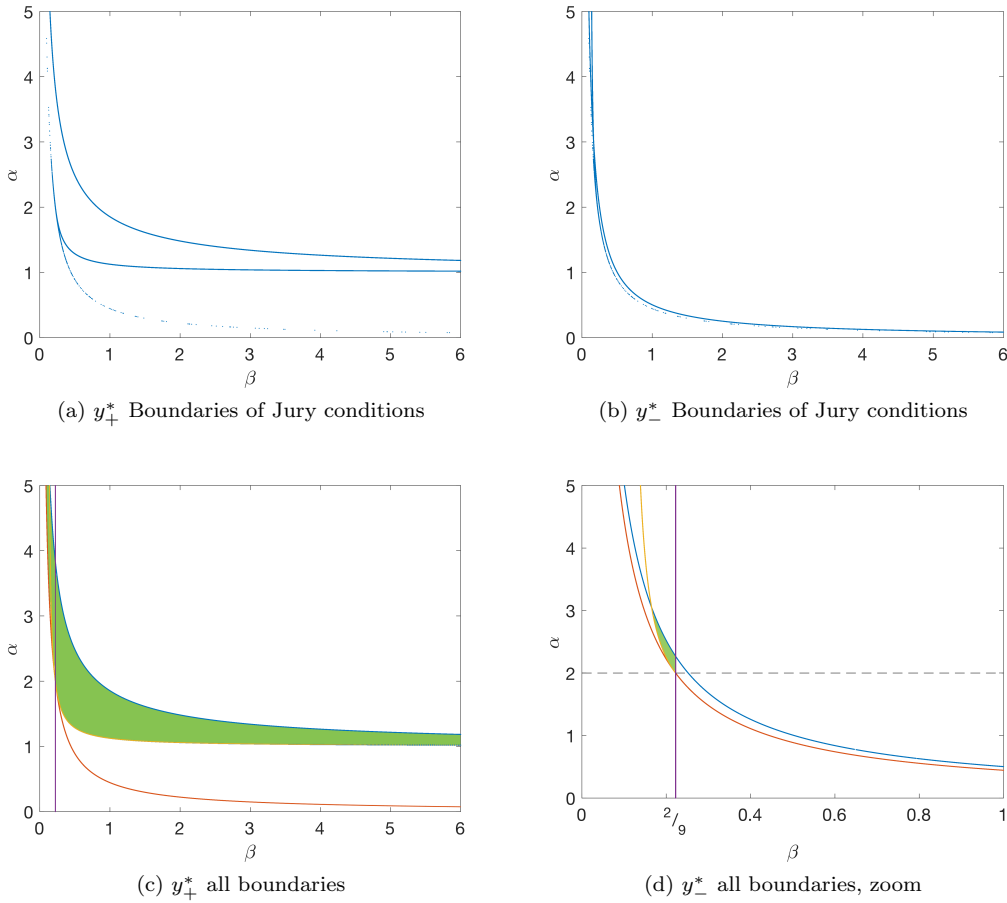 5
4
3
2
1
0
α
0 1 2 3 4 5 6
β
(a) y*₊ Boundaries of Jury conditions
5
4
3
2
1
0
α
0 1 2 3 4 5 6
β
(b) y*₋ Boundaries of Jury conditions
5
4
3
2
1
0
α
0 1 2 3 4 5 6
β
(c) y*₊ all boundaries
5
4
3
2
1
0
α
0 2/9 0.4 0.6 0.8 1
β
(d) y*₋ all boundaries, zoom